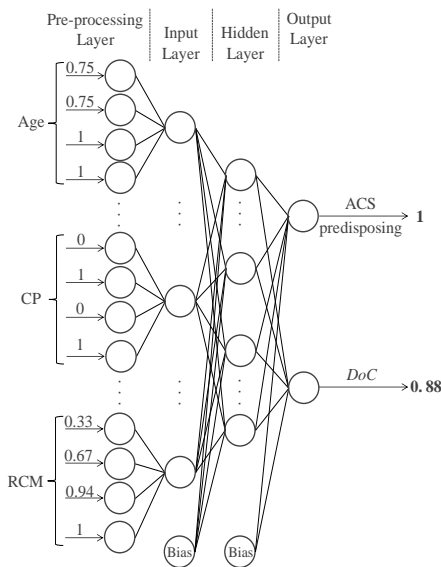 Pre-processing Layer
Input Layer
Hidden Layer
Output Layer
0.75
0.75
1
1
Age
0
1
0
1
CP
0.33
0.67
0.94
1
RCM
Bias
Bias
ACS predisposing
1
DoC
0.88